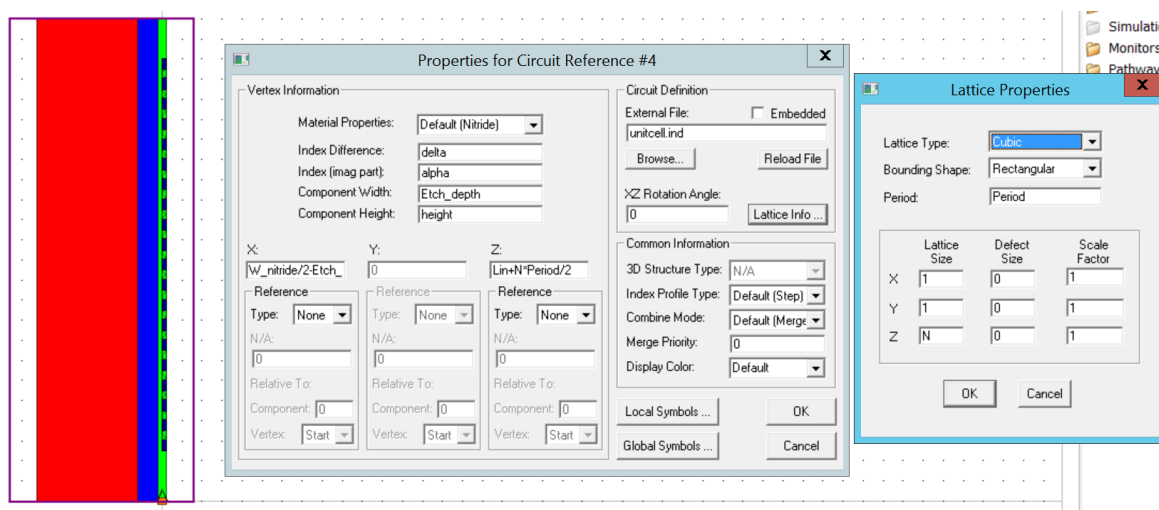 Simulati
Monitors
Pathway
Properties for Circuit Reference #4
X
Vertex Information
Material Properties: Default (Nitride)
Index Difference: delta
Index (imag part): alpha
Component Width: Etch_depth
Component Height: height
X: Y: Z:
W_nitride/2-Etch_ 0 Lin+N*Period/2
Reference Reference Reference
Type: None Type: None Type: None
N/A: N/A: N/A:
0 0 0
Relative To: Relative To: Relative To:
Component: 0 Component: 0 Component: 0
Vertex: Start Vertex: Start Vertex: Start
Circuit Definition
External File: Embedded
unitcell.ind
Browse... Reload File
XZ Rotation Angle:
0 Lattice Info ...
Common Information
3D Structure Type: N/A
Index Profile Type: Default (Step)
Combine Mode: Default (Merge
Merge Priority: 0
Display Color: Default
Local Symbols ... OK
Global Symbols ... Cancel
Lattice Properties
X
Lattice Type: Cubic
Bounding Shape: Rectangular
Period: Period
Lattice Defect Scale
Size Size Factor
X 1 0 1
Y 1 0 1
Z N 0 1
OK Cancel